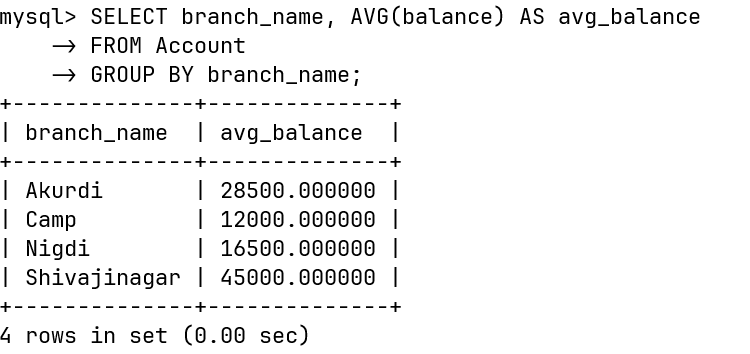 mysql> SELECT branch_name, AVG(balance) AS avg_balance
    -> FROM Account
    -> GROUP BY branch_name;
+--------------+--------------+
| branch_name  | avg_balance  |
+--------------+--------------+
| Akurdi       | 28500.000000 |
| Camp         | 12000.000000 |
| Nigdi        | 16500.000000 |
| Shivajinagar | 45000.000000 |
+--------------+--------------+
4 rows in set (0.00 sec)